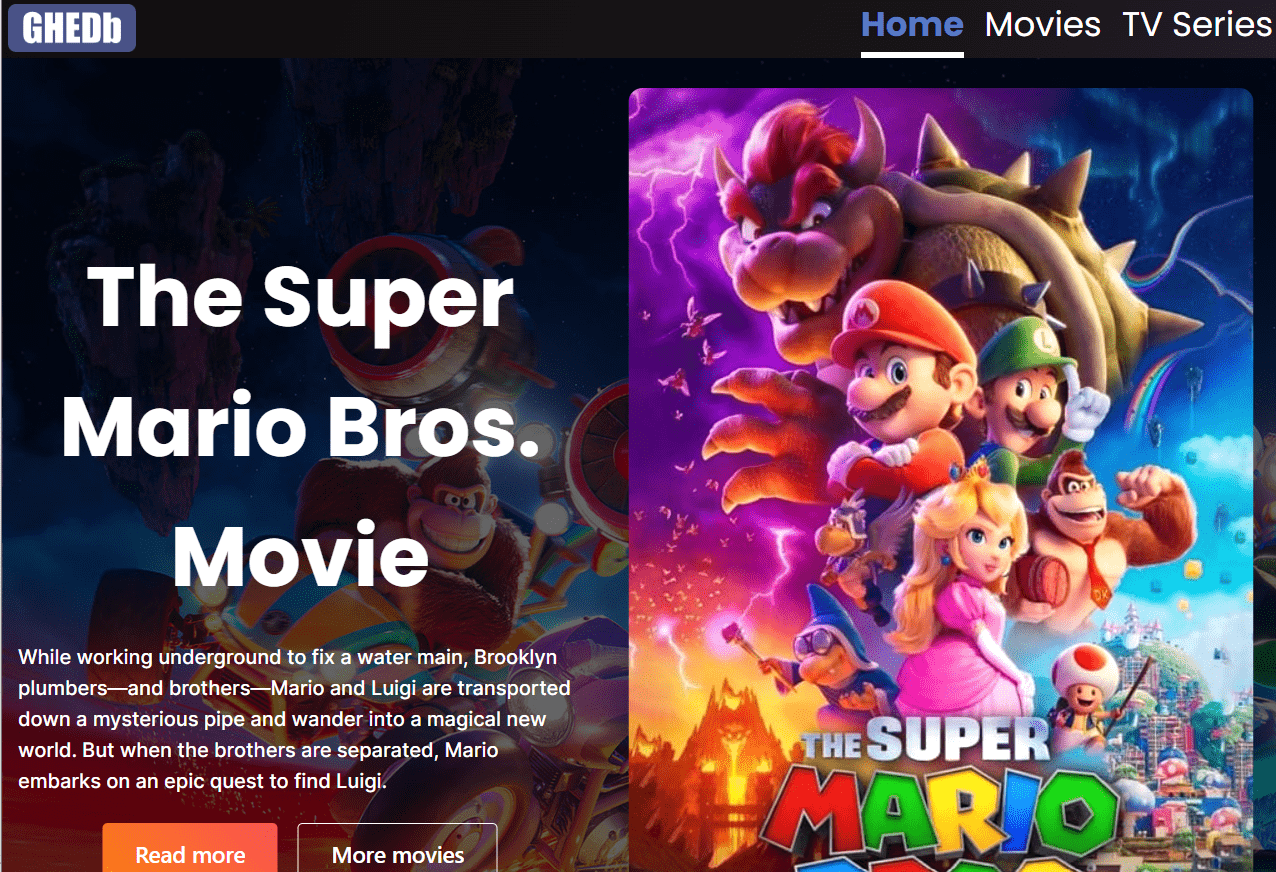 GHEDb
Home Movies TV Series
The Super
Mario Bros.
Movie
While working underground to fix a water main, Brooklyn
plumbers—and brothers—Mario and Luigi are transported
down a mysterious pipe and wander into a magical new
world. But when the brothers are separated, Mario
embarks on an epic quest to find Luigi.
Read more
More movies
M
L
DK
THE SUPER
MARIO